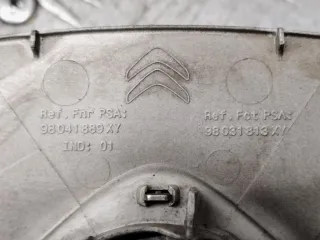 Ref. Fnr PSA:
98041889XY
IND: 01
Ref. Fct PSA:
98031813XY